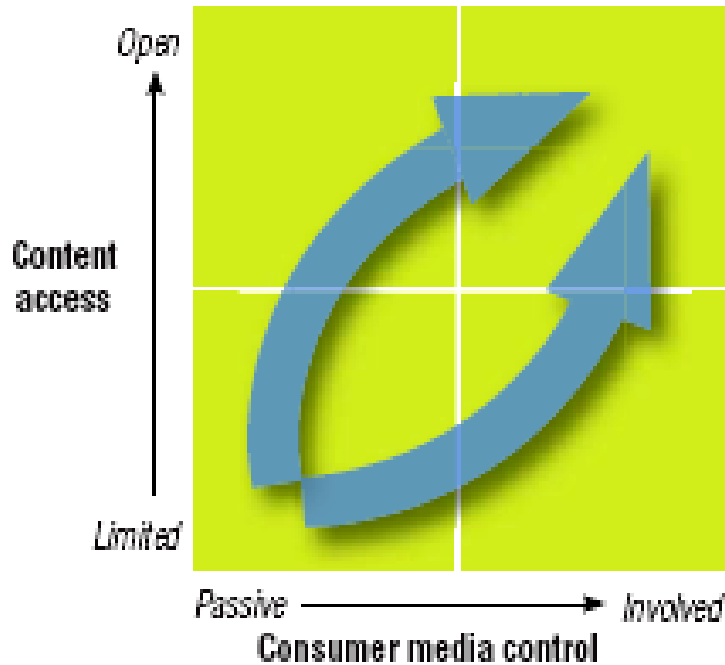 Open
Content
access
Limited
Passive Involved
Consumer media control